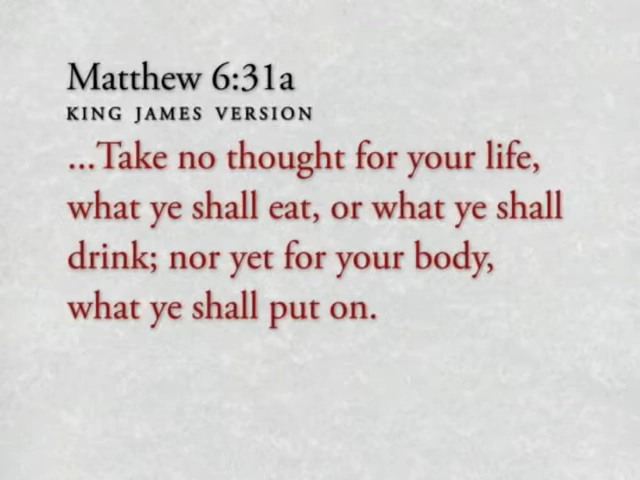 Matthew 6:31a
KING JAMES VERSION
...Take no thought for your life,
what ye shall eat, or what ye shall
drink; nor yet for your body,
what ye shall put on.